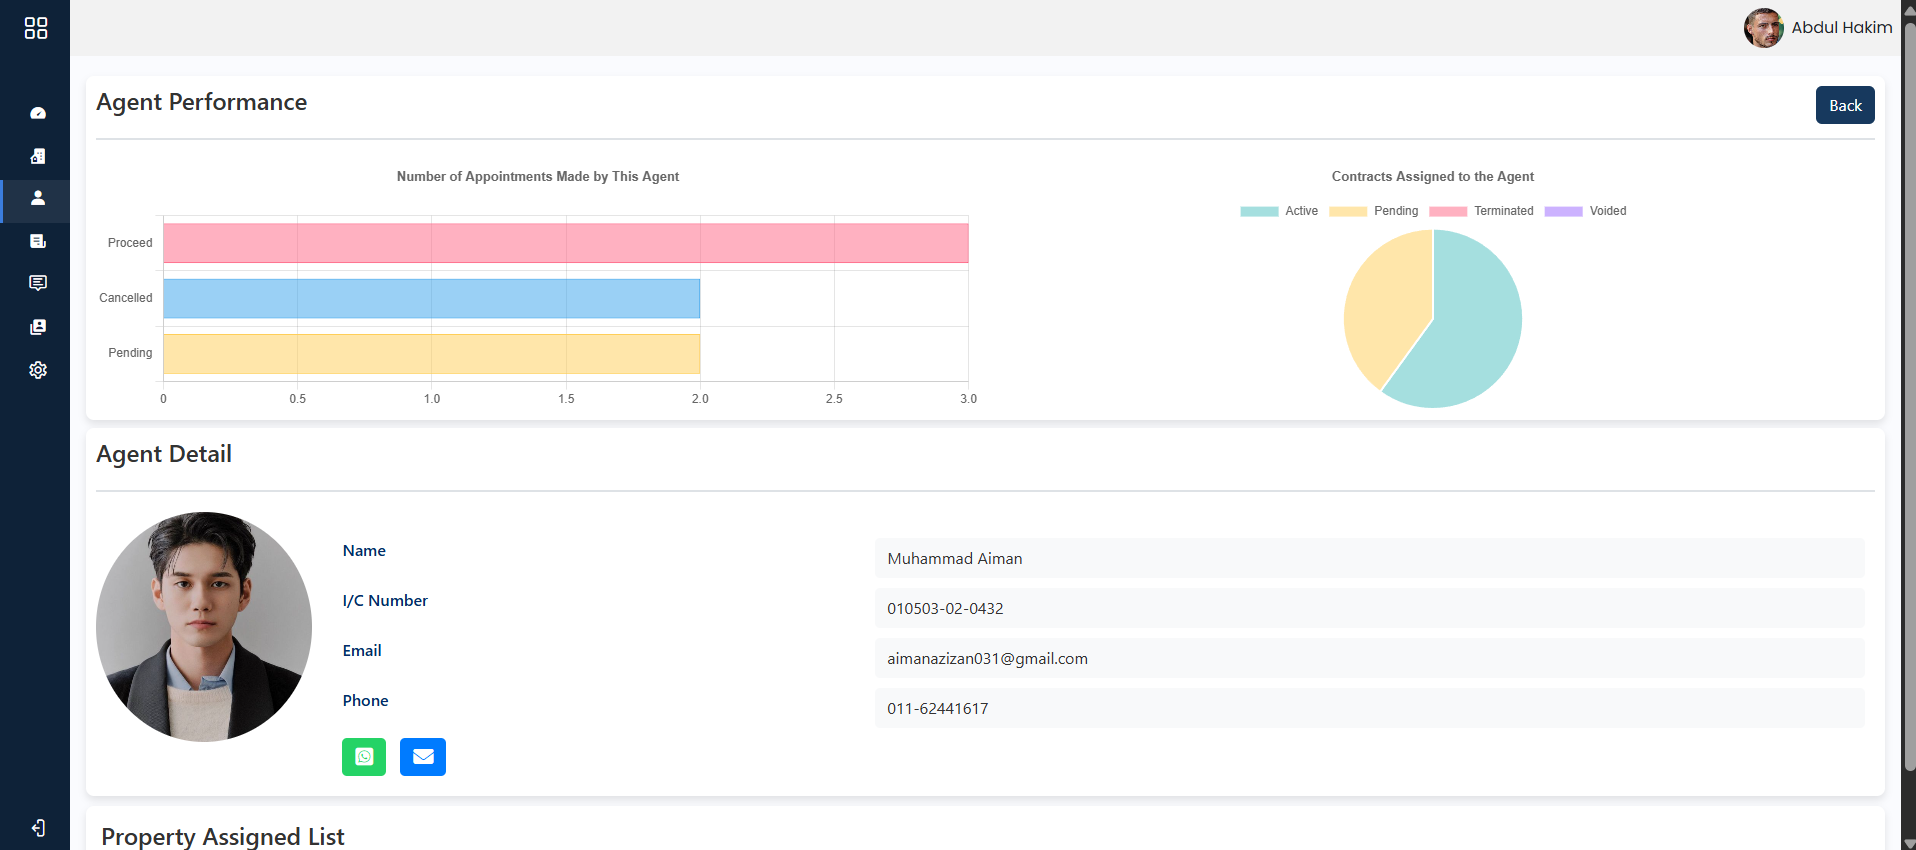 Abdul Hakim
Agent Performance
Back
Number of Appointments Made by This Agent
Proceed
Cancelled
Pending
0 0.5 1.0 1.5 2.0 2.5 3.0
Contracts Assigned to the Agent
Active Pending Terminated Voided
Agent Detail
Name
Muhammad Aiman
I/C Number
010503-02-0432
Email
aimanazizan031@gmail.com
Phone
011-62441617
Property Assigned List